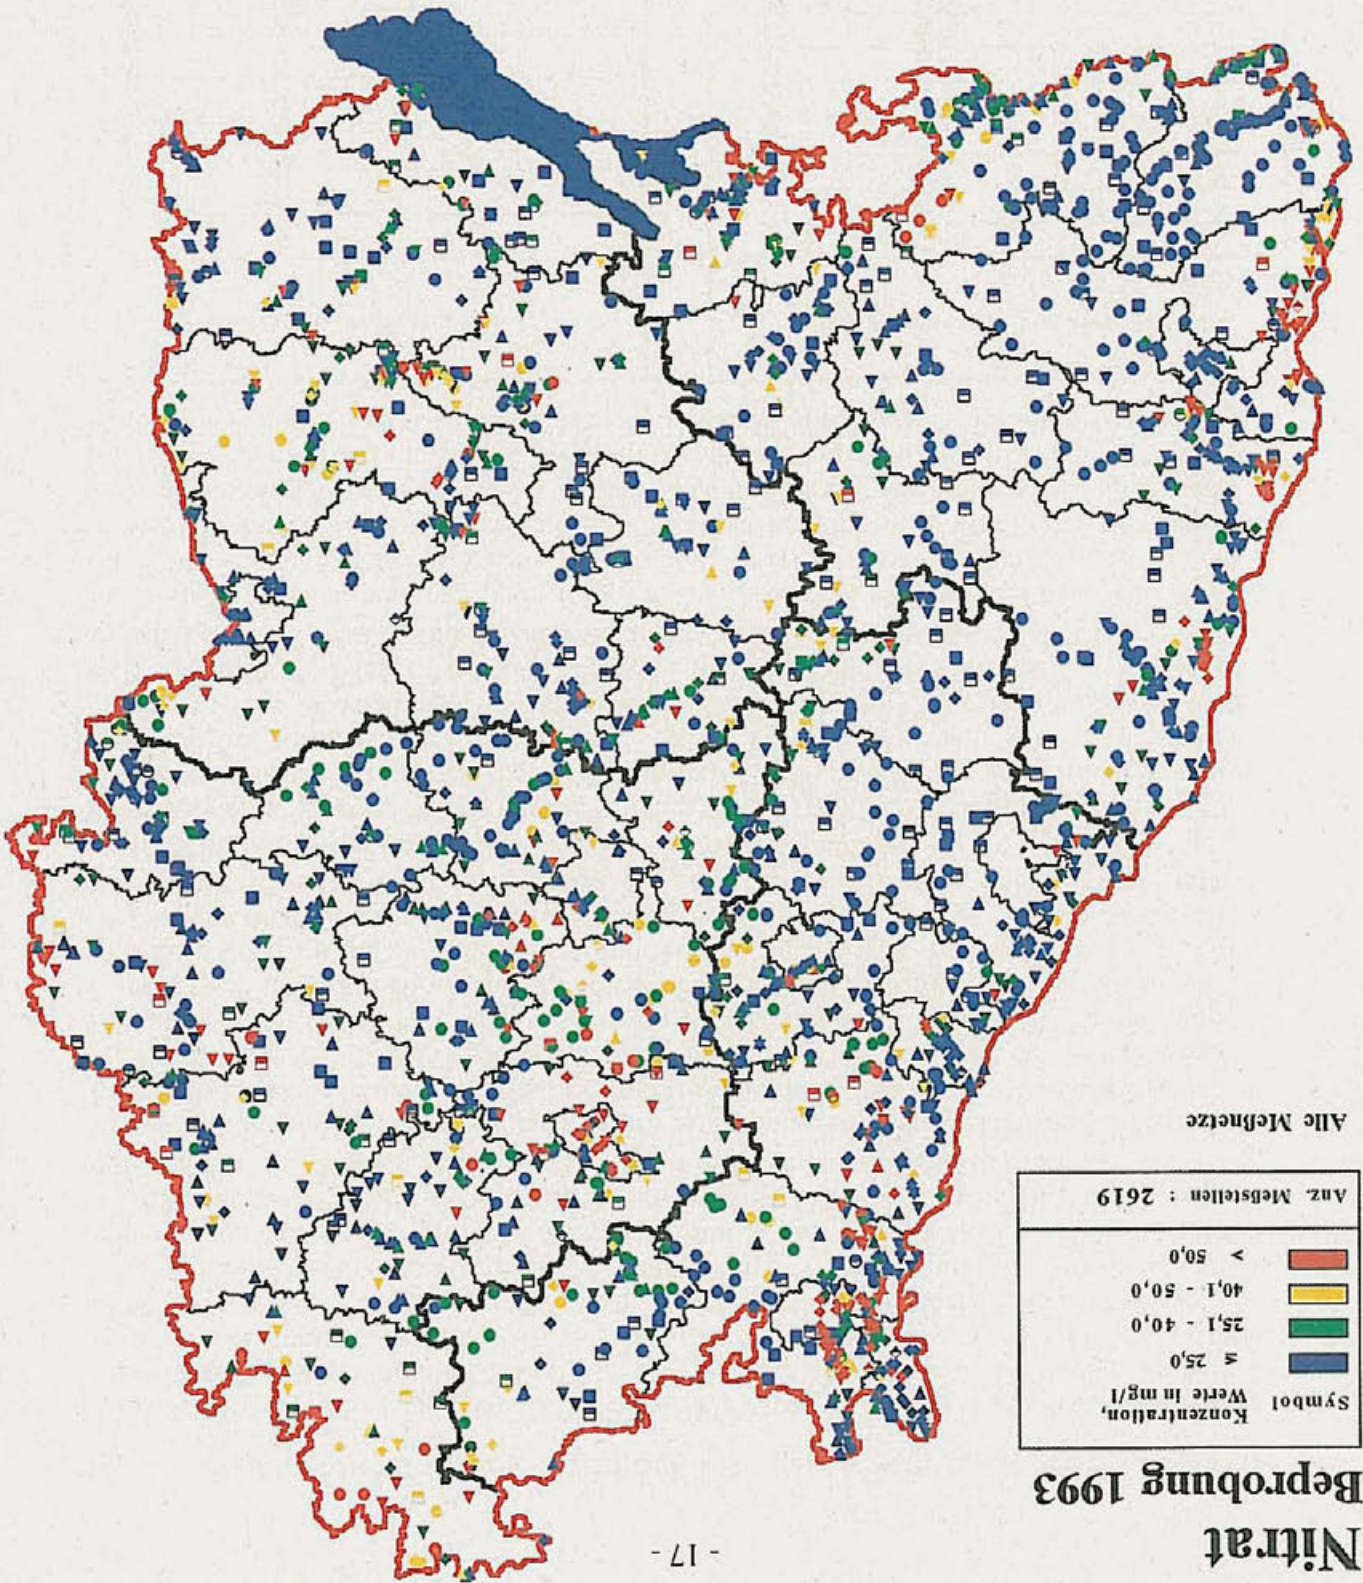 - 17 -
Nitrat
Beprobung 1993
Symbol Konzentration,
Werte in mg/l
≤ 25,0
25,1 - 40,0
40,1 - 50,0
> 50,0
Anz. Meßstellen : 2619
Alle Meßnetze